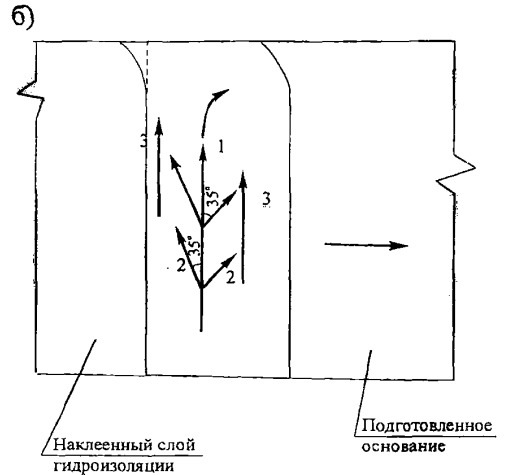 б)
3
1
35°
3
35°
2
2
Подготовленное
основание
Наклеенный слой
гидроизоляции